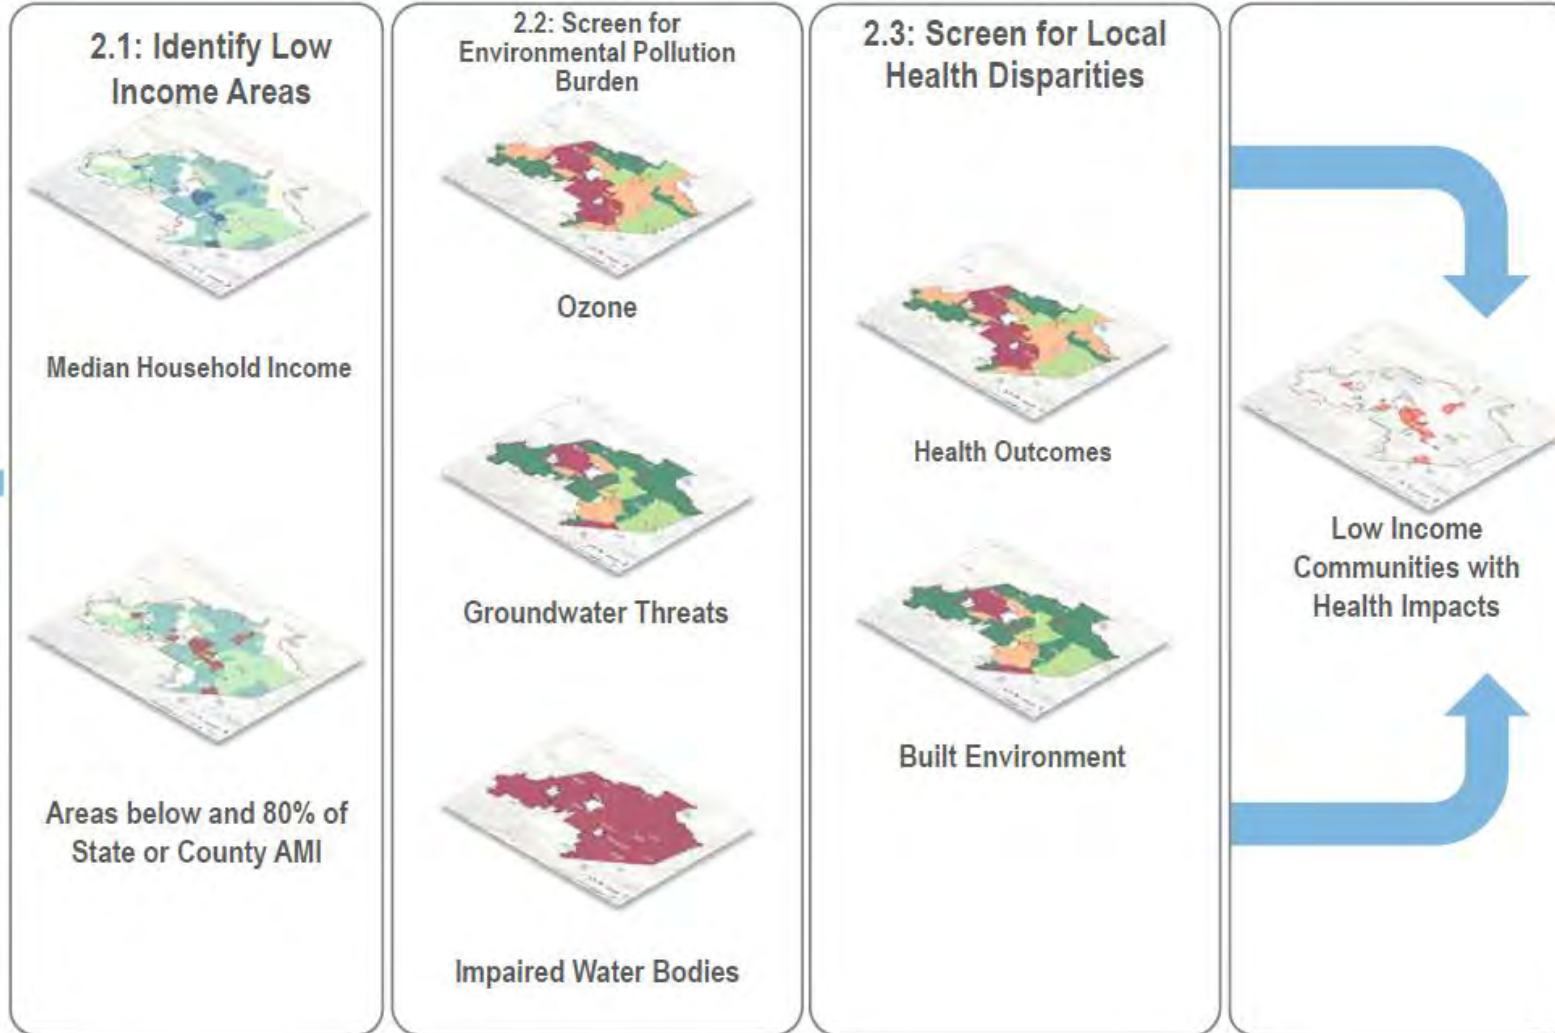 2.1: Identify Low
Income Areas
Median Household Income
Areas below and 80% of
State or County AMI
2.2: Screen for
Environmental Pollution
Burden
Ozone
Groundwater Threats
Impaired Water Bodies
2.3: Screen for Local
Health Disparities
Health Outcomes
Built Environment
Low Income
Communities with
Health Impacts